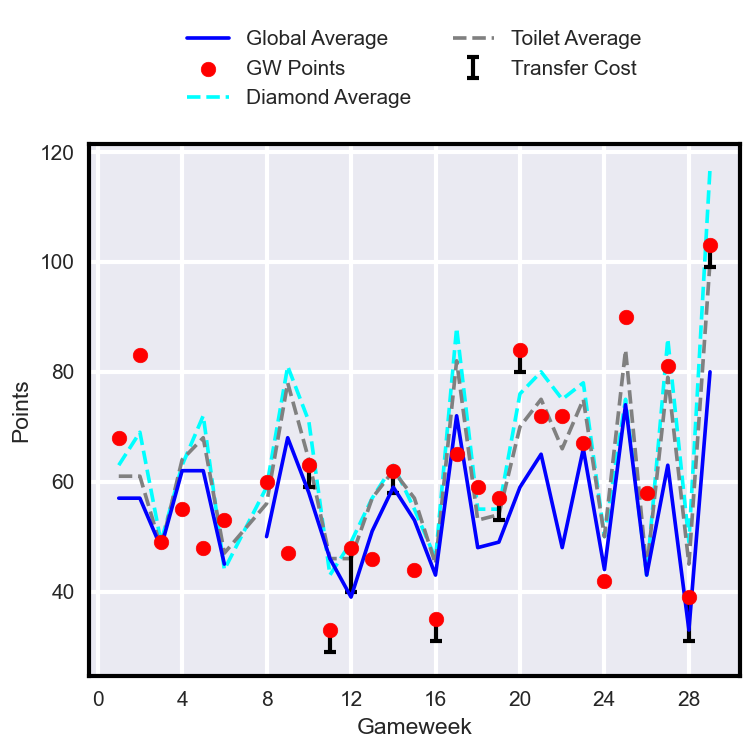 Global Average
GW Points
Diamond Average
Toilet Average
Transfer Cost
120
100
80
60
40
Points
0 4 8 12 16 20 24 28
Gameweek